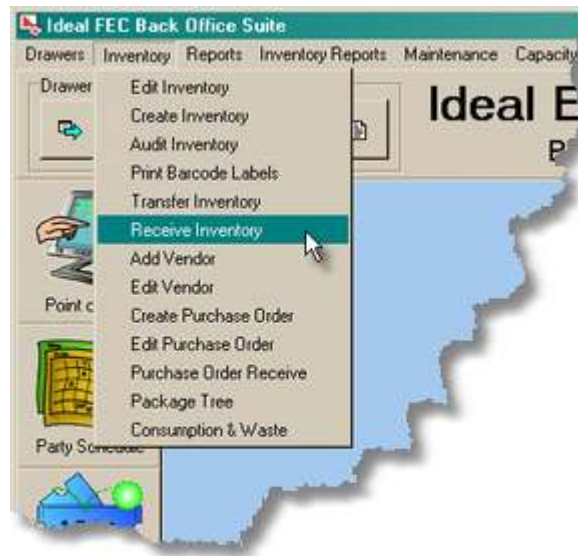 Ideal FEC Back Office Suite
Drawers Inventory Reports Inventory Reports Maintenance Capacity
Drawer
Ideal E
P
Edit Inventory
Create Inventory
Audit Inventory
Print Barcode Labels
Transfer Inventory
Receive Inventory
Add Vendor
Edit Vendor
Create Purchase Order
Edit Purchase Order
Purchase Order Receive
Package Tree
Consumption & Waste
Point o
Party Schedule